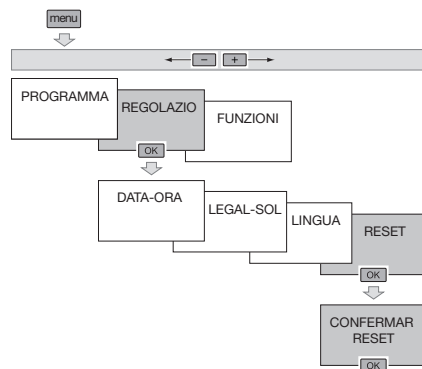 menu
− +
PROGRAMMA
REGOLAZIO
FUNZIONI
OK
DATA-ORA
LEGAL-SOL
LINGUA
RESET
OK
CONFERMAR
RESET
OK